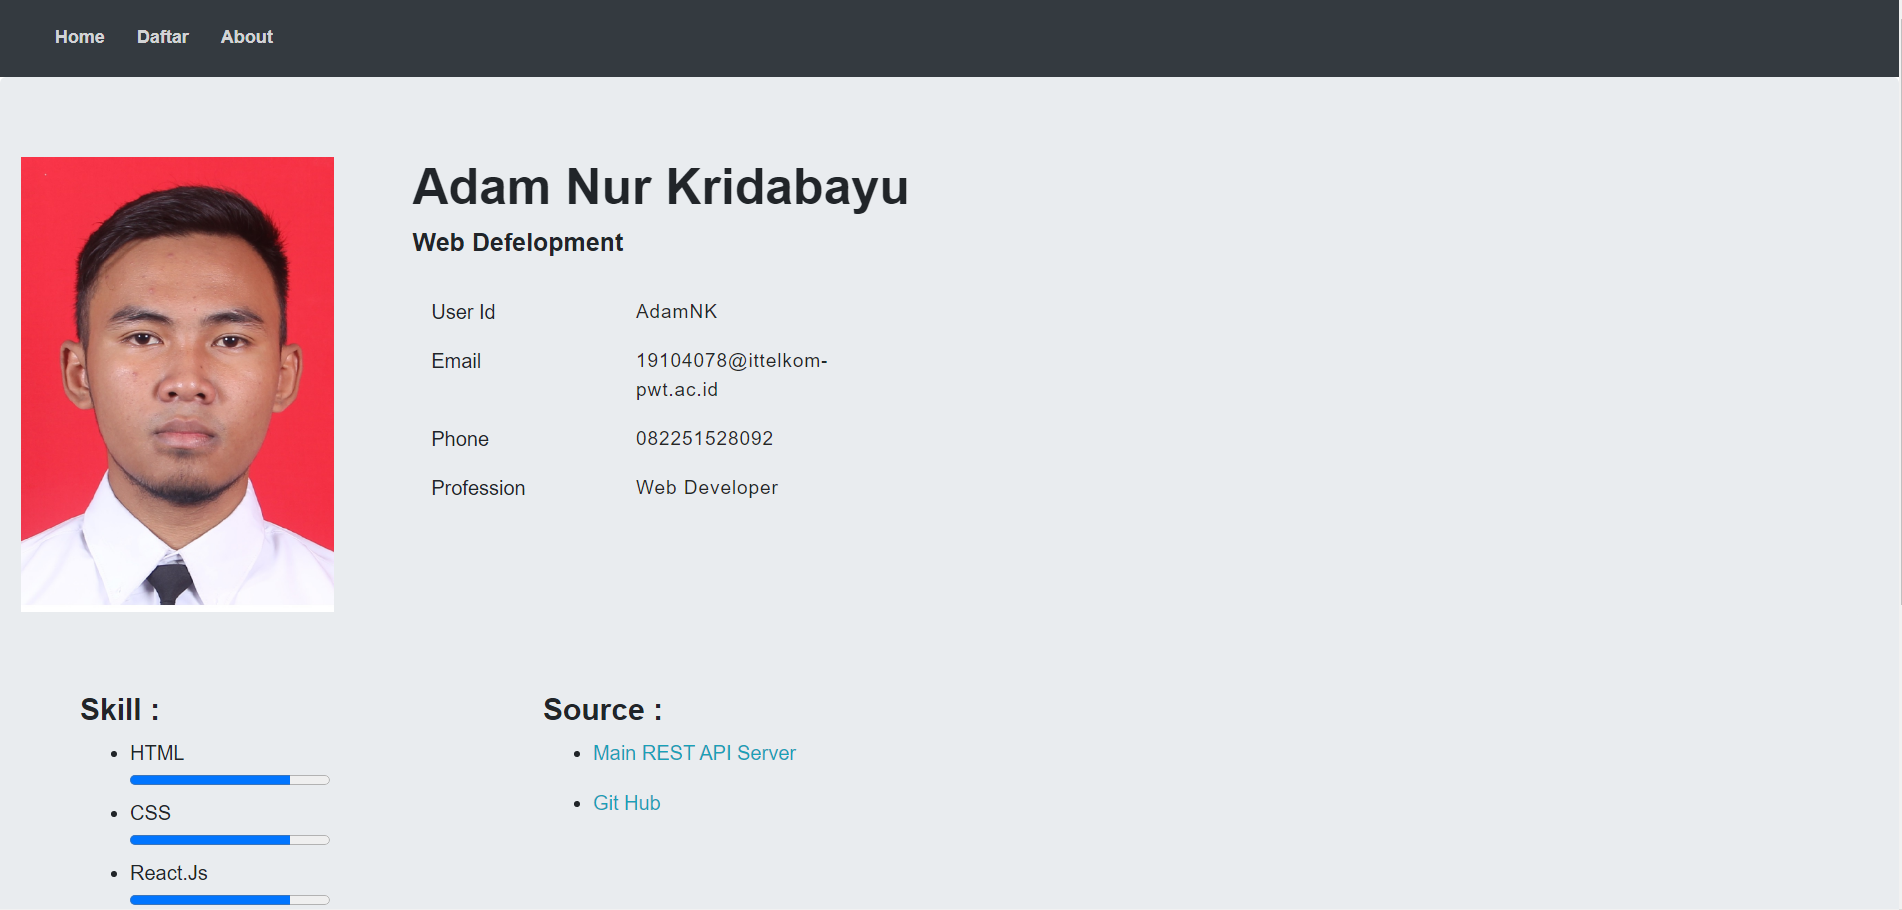 Home Daftar About
Adam Nur Kridabayu
Web Defelopment
User Id AdamNK
Email 19104078@ittelkom-
pwt.ac.id
Phone 082251528092
Profession Web Developer
Skill :
HTML
CSS
React.Js
Source :
Main REST API Server
Git Hub